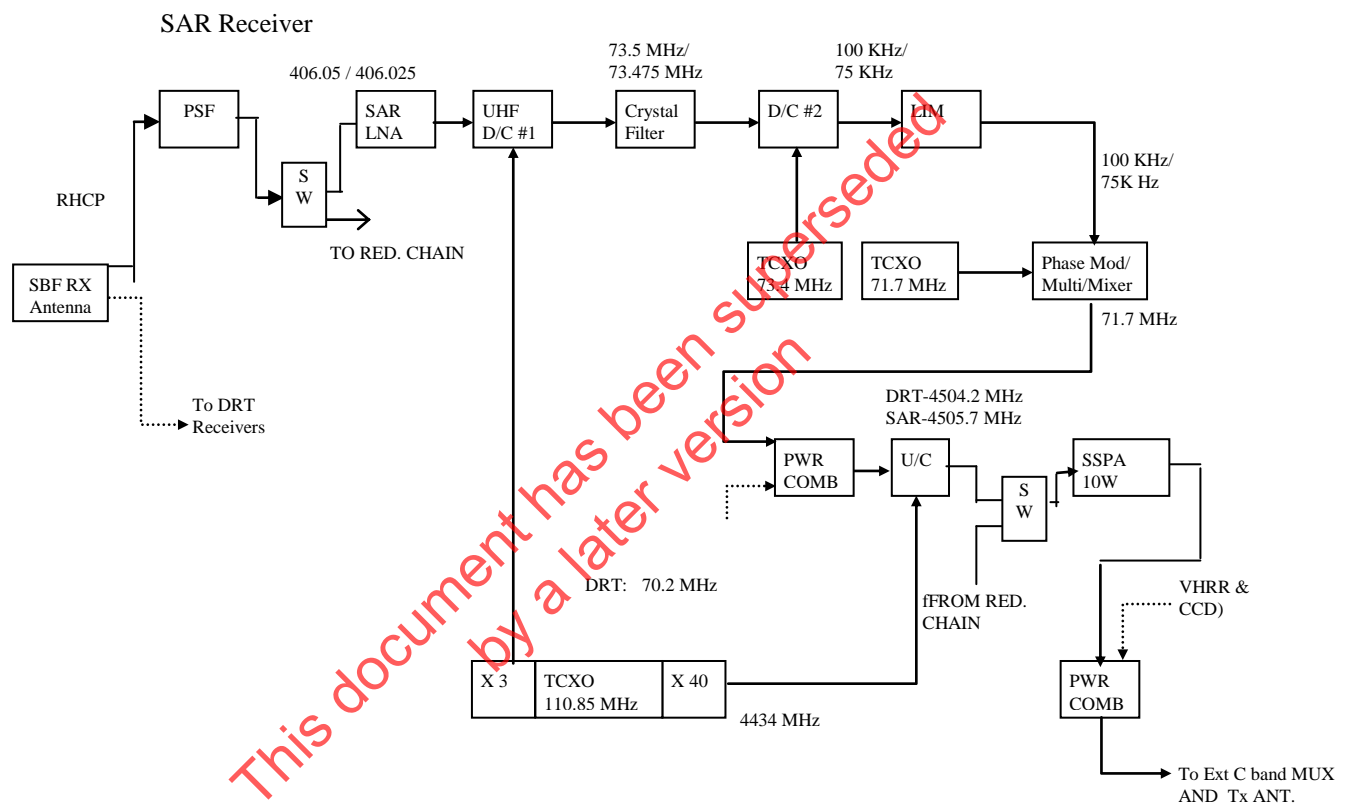 SAR Receiver
73.5 MHz/
73.475 MHz
100 KHz/
75 KHz
406.05 / 406.025
PSF
SAR
LNA
UHF
D/C #1
Crystal
Filter
D/C #2
LIM
S
W
100 KHz/
75K Hz
RHCP
TO RED. CHAIN
SBF RX
Antenna
TCXO
73.4 MHz
TCXO
71.7 MHz
Phase Mod/
Multi/Mixer
71.7 MHz
To DRT
Receivers
DRT-4504.2 MHz
SAR-4505.7 MHz
PWR
COMB
U/C
S
W
SSPA
10W
DRT: 70.2 MHz
fFROM RED.
CHAIN
VHRR &
CCD)
X 3
TCXO
110.85 MHz
X 40
4434 MHz
PWR
COMB
To Ext C band MUX
AND Tx ANT.
This document has been superseded
by a later version